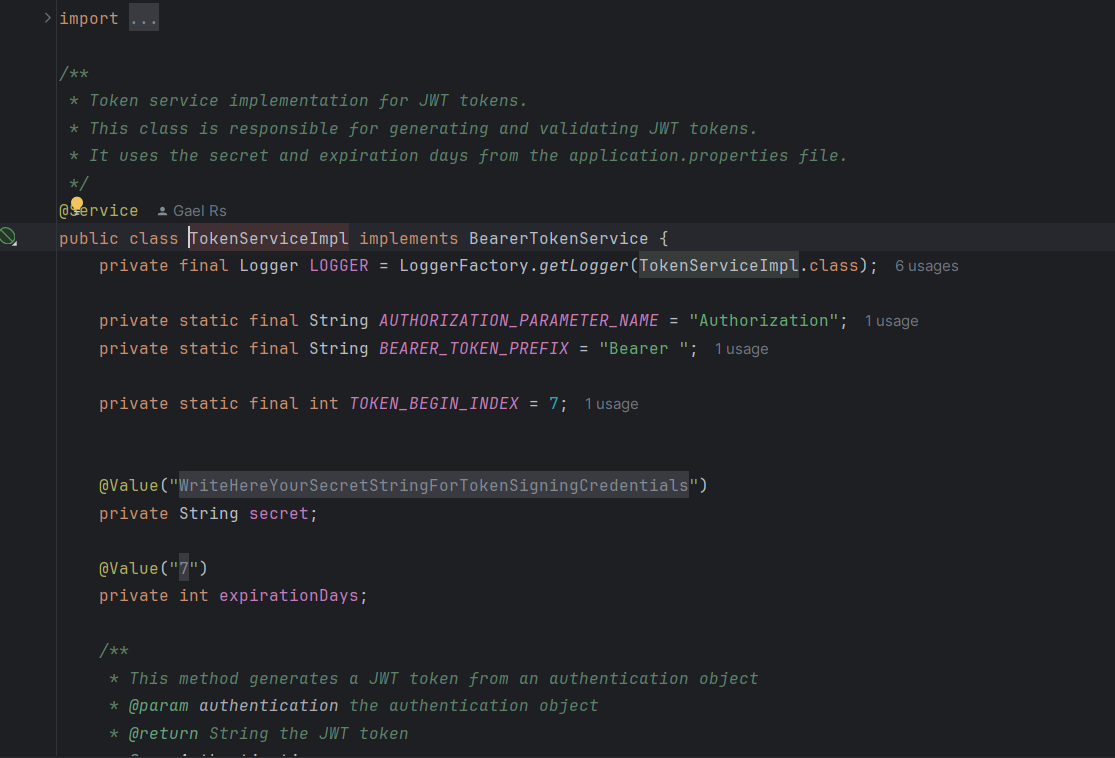 import ...
/**
* Token service implementation for JWT tokens.
* This class is responsible for generating and validating JWT tokens.
* It uses the secret and expiration days from the application.properties file.
*/
@Service Gael Rs
public class TokenServiceImpl implements BearerTokenService {
private final Logger LOGGER = LoggerFactory.getLogger(TokenServiceImpl.class); 6 usages
private static final String AUTHORIZATION_PARAMETER_NAME = "Authorization"; 1 usage
private static final String BEARER_TOKEN_PREFIX = "Bearer "; 1 usage
private static final int TOKEN_BEGIN_INDEX = 7; 1 usage
@Value("WriteHereYourSecretStringForTokenSigningCredentials")
private String secret;
@Value("7")
private int expirationDays;
/**
* This method generates a JWT token from an authentication object
* @param authentication the authentication object
* @return String the JWT token